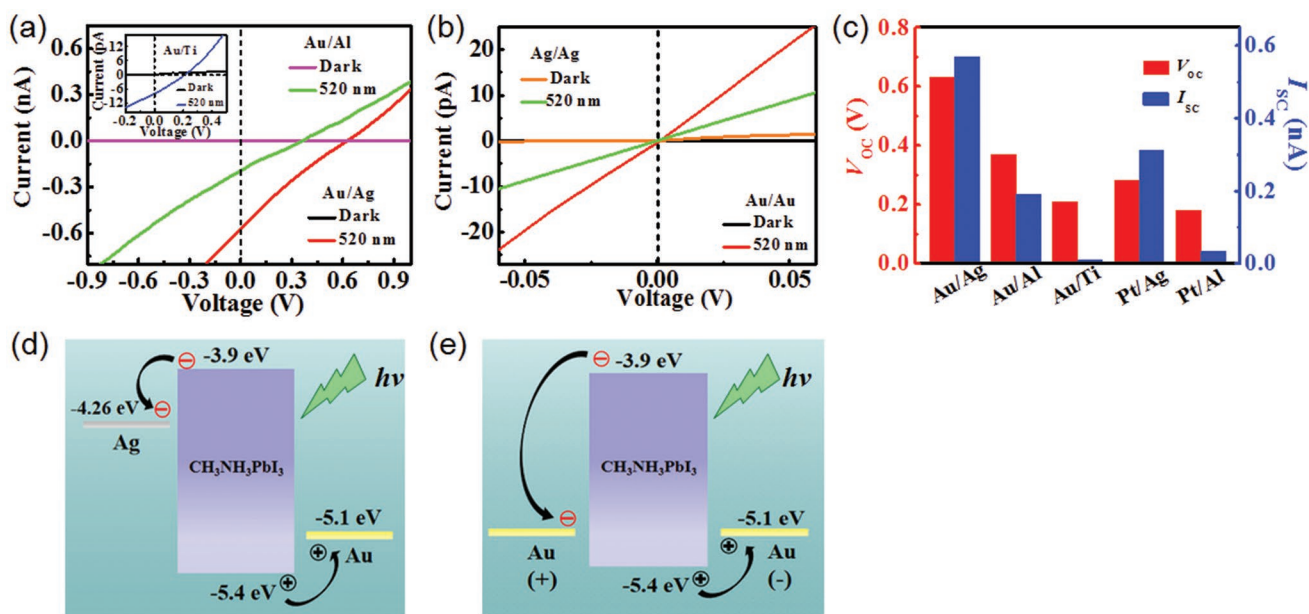 (a)
Current (nA)
0.6
0.3
0.0
-0.3
-0.6
-0.9 -0.6 -0.3 0.0 0.3 0.6 0.9
Voltage (V)
Au/Al
Dark
520 nm
Au/Ag
Dark
520 nm
Current (pA)
12
6
0
-6
-12
Au/Ti
Dark
520 nm
-0.2 0.0 0.2 0.4
Voltage (V)
(b)
Current (pA)
20
10
0
-10
-20
-0.05 0.00 0.05
Voltage (V)
Ag/Ag
Dark
520 nm
Au/Au
Dark
520 nm
(c)
VOC (V)
0.8
0.6
0.4
0.2
0.0
Voc
ISC
0.6
0.4
0.2
0.0
ISC (nA)
Au/Ag Au/Al Au/Ti Pt/Ag Pt/Al
(d)
-3.9 eV
hν
-4.26 eV
Ag
CH3NH3PbI3
-5.1 eV
Au
-5.4 eV
(e)
-3.9 eV
hν
CH3NH3PbI3
-5.1 eV
Au
(+)
Au
(-)
-5.4 eV